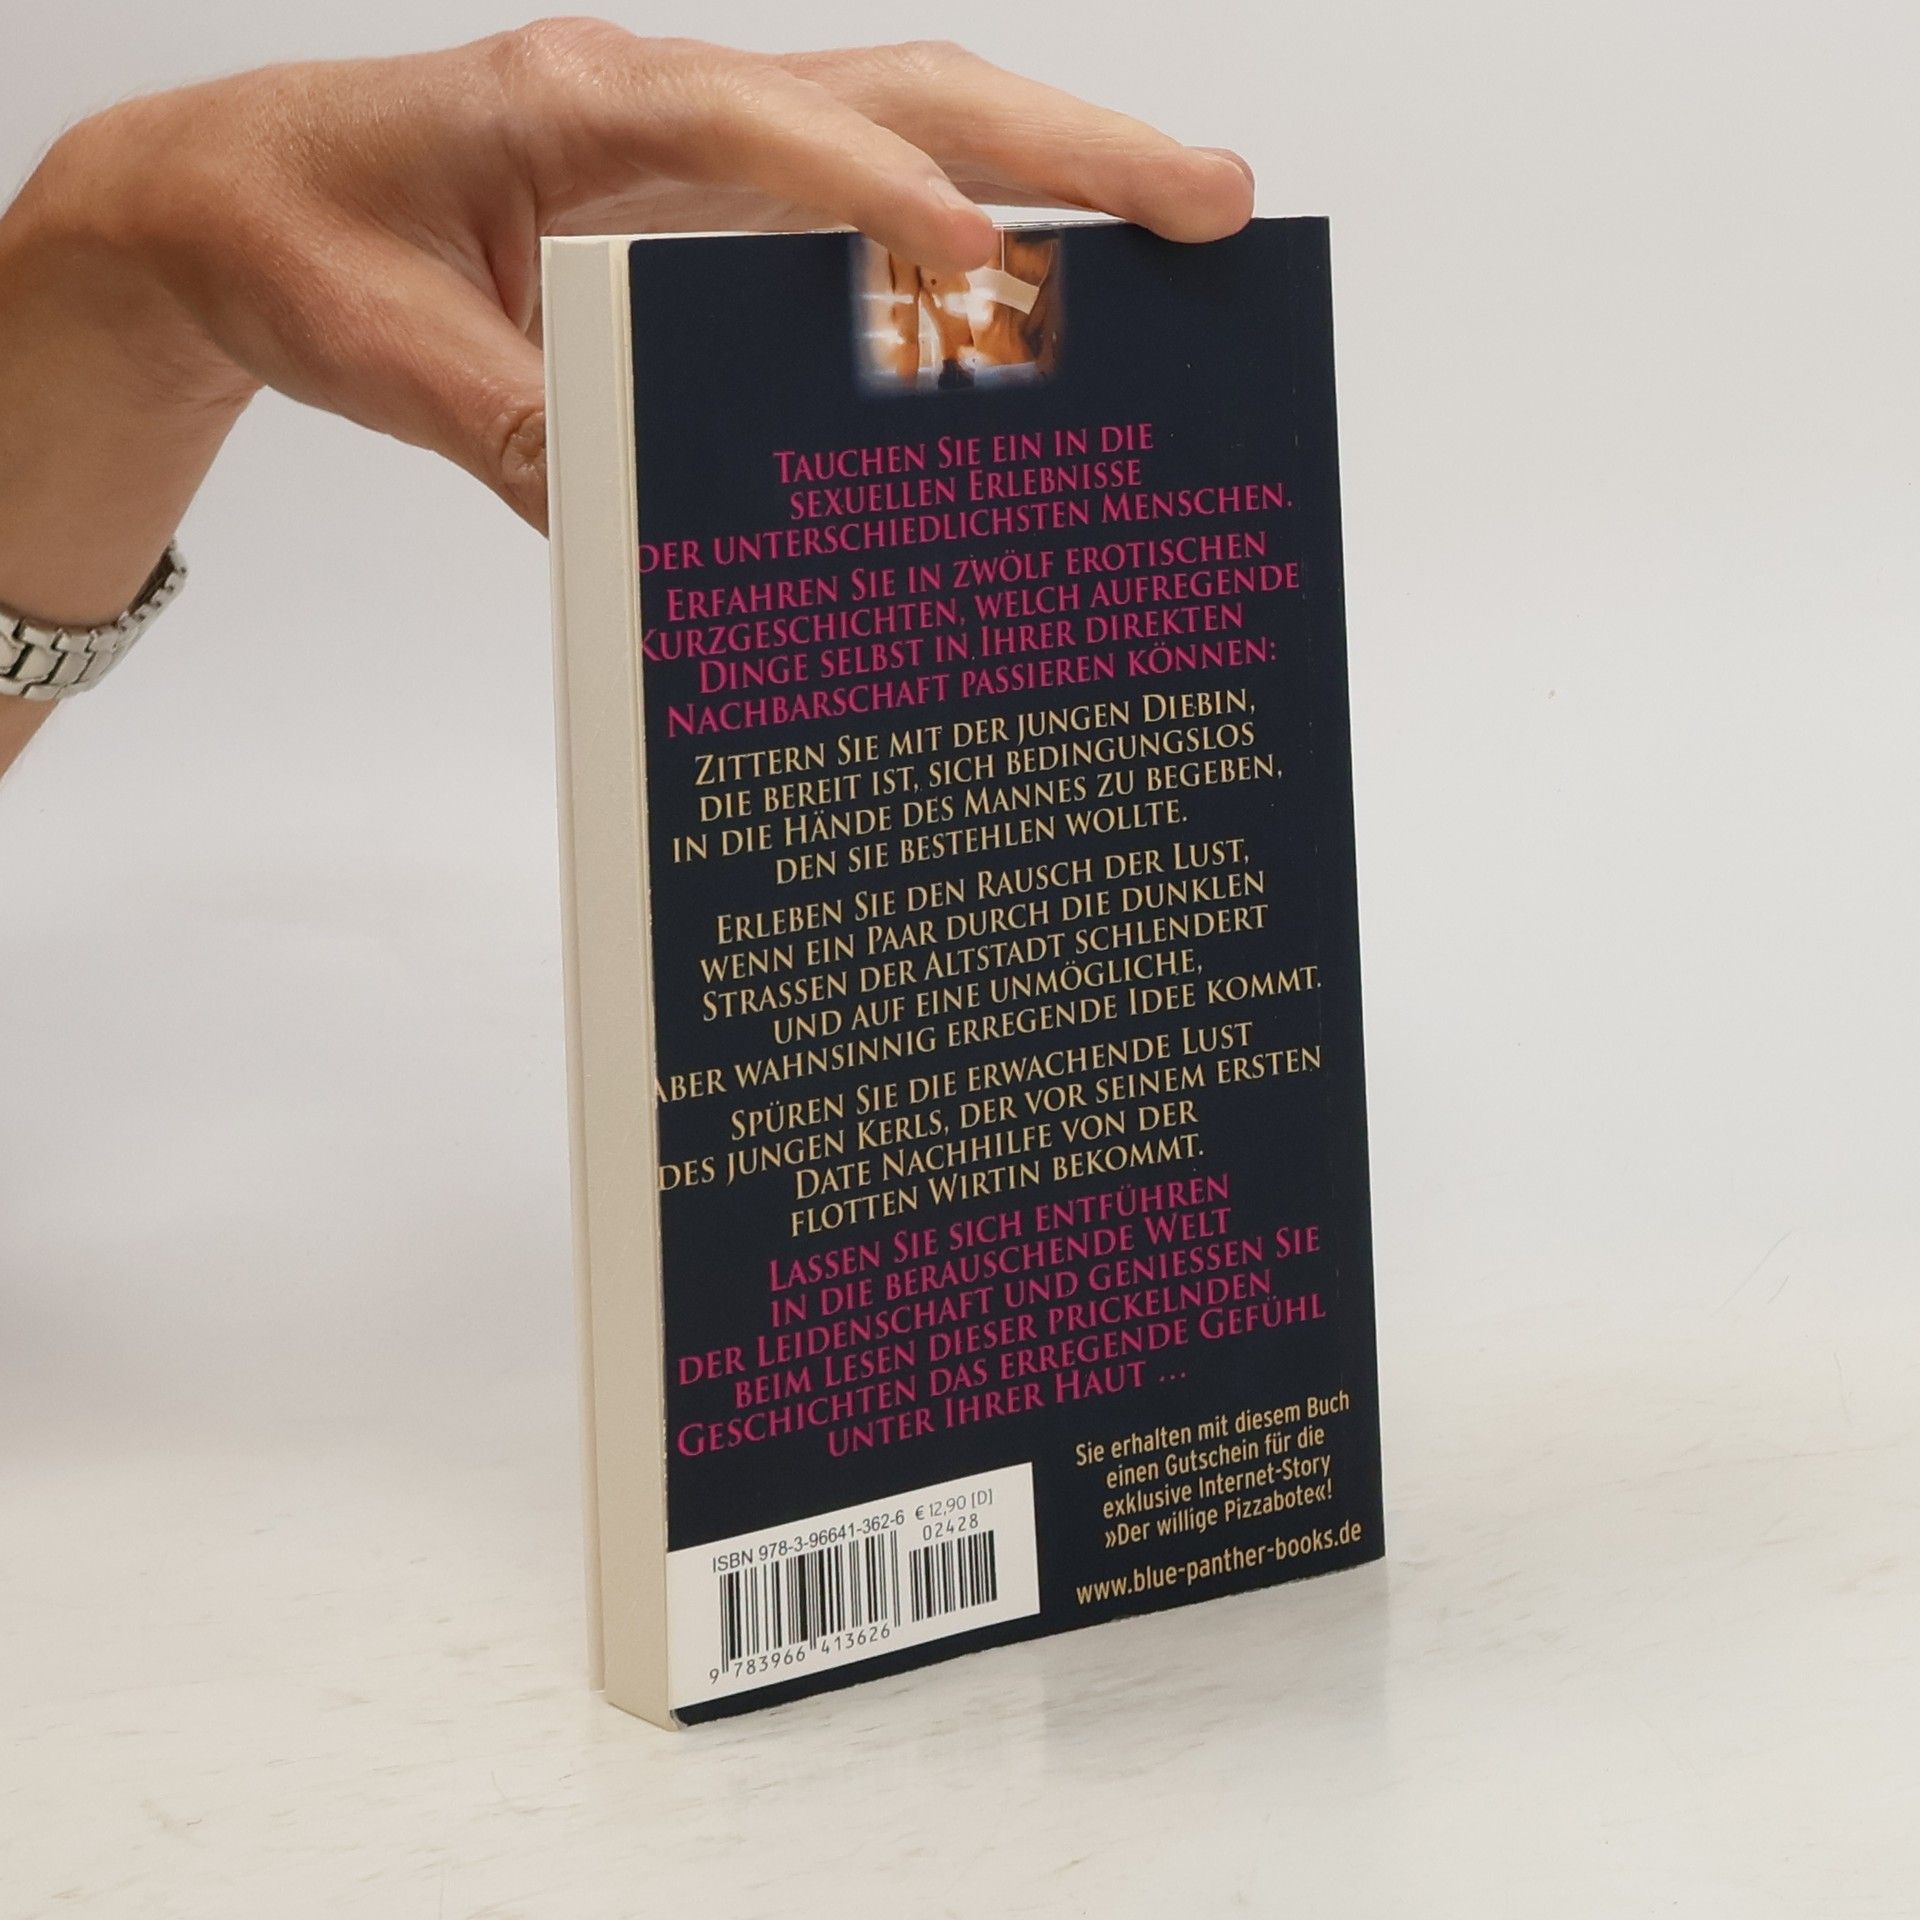 Tauchen Sie ein in die
sexuellen Erlebnisse
der unterschiedlichsten Menschen.
Erfahren Sie in zwölf erotischen
Kurzgeschichten, welch aufregende
Dinge selbst in Ihrer direkten
Nachbarschaft passieren können:
Zittern Sie mit der jungen Diebin,
die bereit ist, sich bedingungslos
in die Hände des Mannes zu begeben,
den sie bestehlen wollte.
Erleben Sie den Rausch der Lust,
wenn ein Paar durch die dunklen
Strassen der Altstadt schlendert
und auf eine unmögliche,
aber wahnsinnig erregende Idee kommt.
Spüren Sie die erwachende Lust
des jungen Kerls, der vor seinem ersten
Date Nachhilfe von der
flotten Wirtin bekommt.
Lassen Sie sich entführen
in die berauschende Welt
der Leidenschaft und geniessen Sie
beim Lesen dieser prickelnden
Geschichten das erregende Gefühl
unter Ihrer Haut ...
Sie erhalten mit diesem Buch
einen Gutschein für die
exklusive Internet-Story
»Der willige Pizzabote«!
www.blue-panther-books.de
ISBN 978-3-96641-362-6 € 12,90 [D]
02428
9 783966 413626